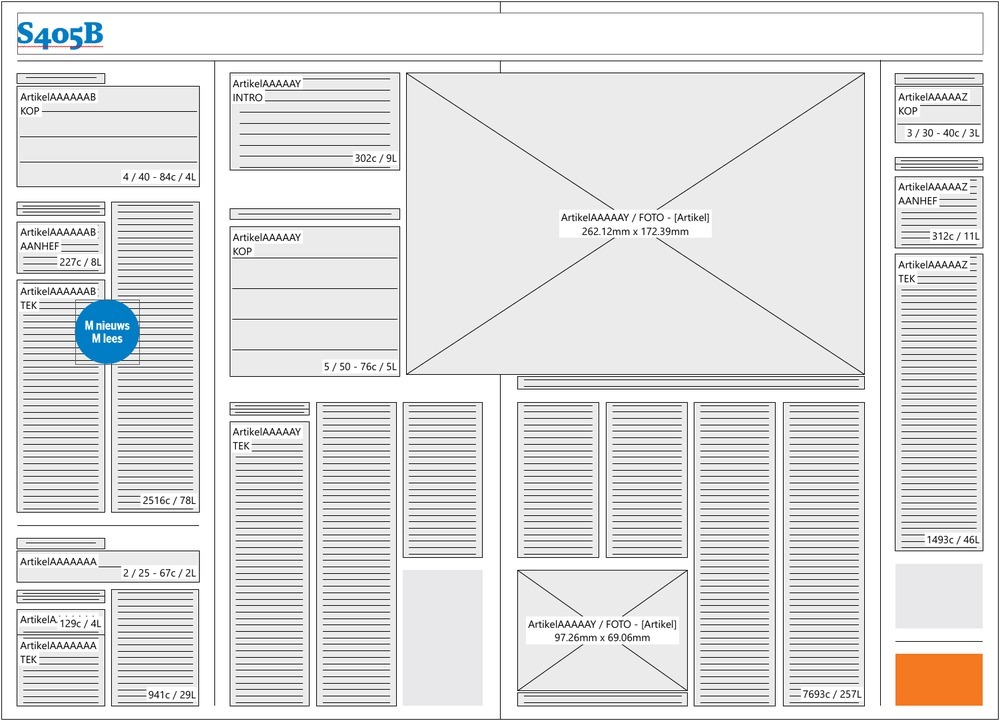 S405B
ArtikelAAAAAAB
KOP
4 / 40 - 84c / 4L
ArtikelAAAAAAB
AANHEF
227c / 8L
ArtikelAAAAAAB
TEK
M nieuws
M lees
2516c / 78L
ArtikelAAAAAAA
2 / 25 - 67c / 2L
ArtikelA
129c / 4L
ArtikelAAAAAAA
TEK
941c / 29L
ArtikelAAAAAY
INTRO
302c / 9L
ArtikelAAAAAY
KOP
5 / 50 - 76c / 5L
ArtikelAAAAAY / FOTO - [Artikel]
262.12mm x 172.39mm
ArtikelAAAAAY
TEK
ArtikelAAAAAY / FOTO - [Artikel]
97.26mm x 69.06mm
7693c / 257L
ArtikelAAAAAZ
KOP
3 / 30 - 40c / 3L
ArtikelAAAAAZ
AANHEF
312c / 11L
ArtikelAAAAAZ
TEK
1493c / 46L